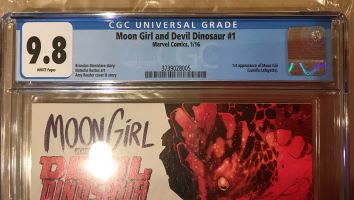 CGC UNIVERSAL GRADE
9.8
WHITE Pages
Moon Girl and Devil Dinosaur #1
Marvel Comics, 1/16
Brandon Montclare story
Natacha Bustos art
Amy Reeder cover & story
1st appearance of Moon Girl
(Lunella Lafayette).
3739028005
MOON GIRL
AND
DEVIL
DINOSAUR